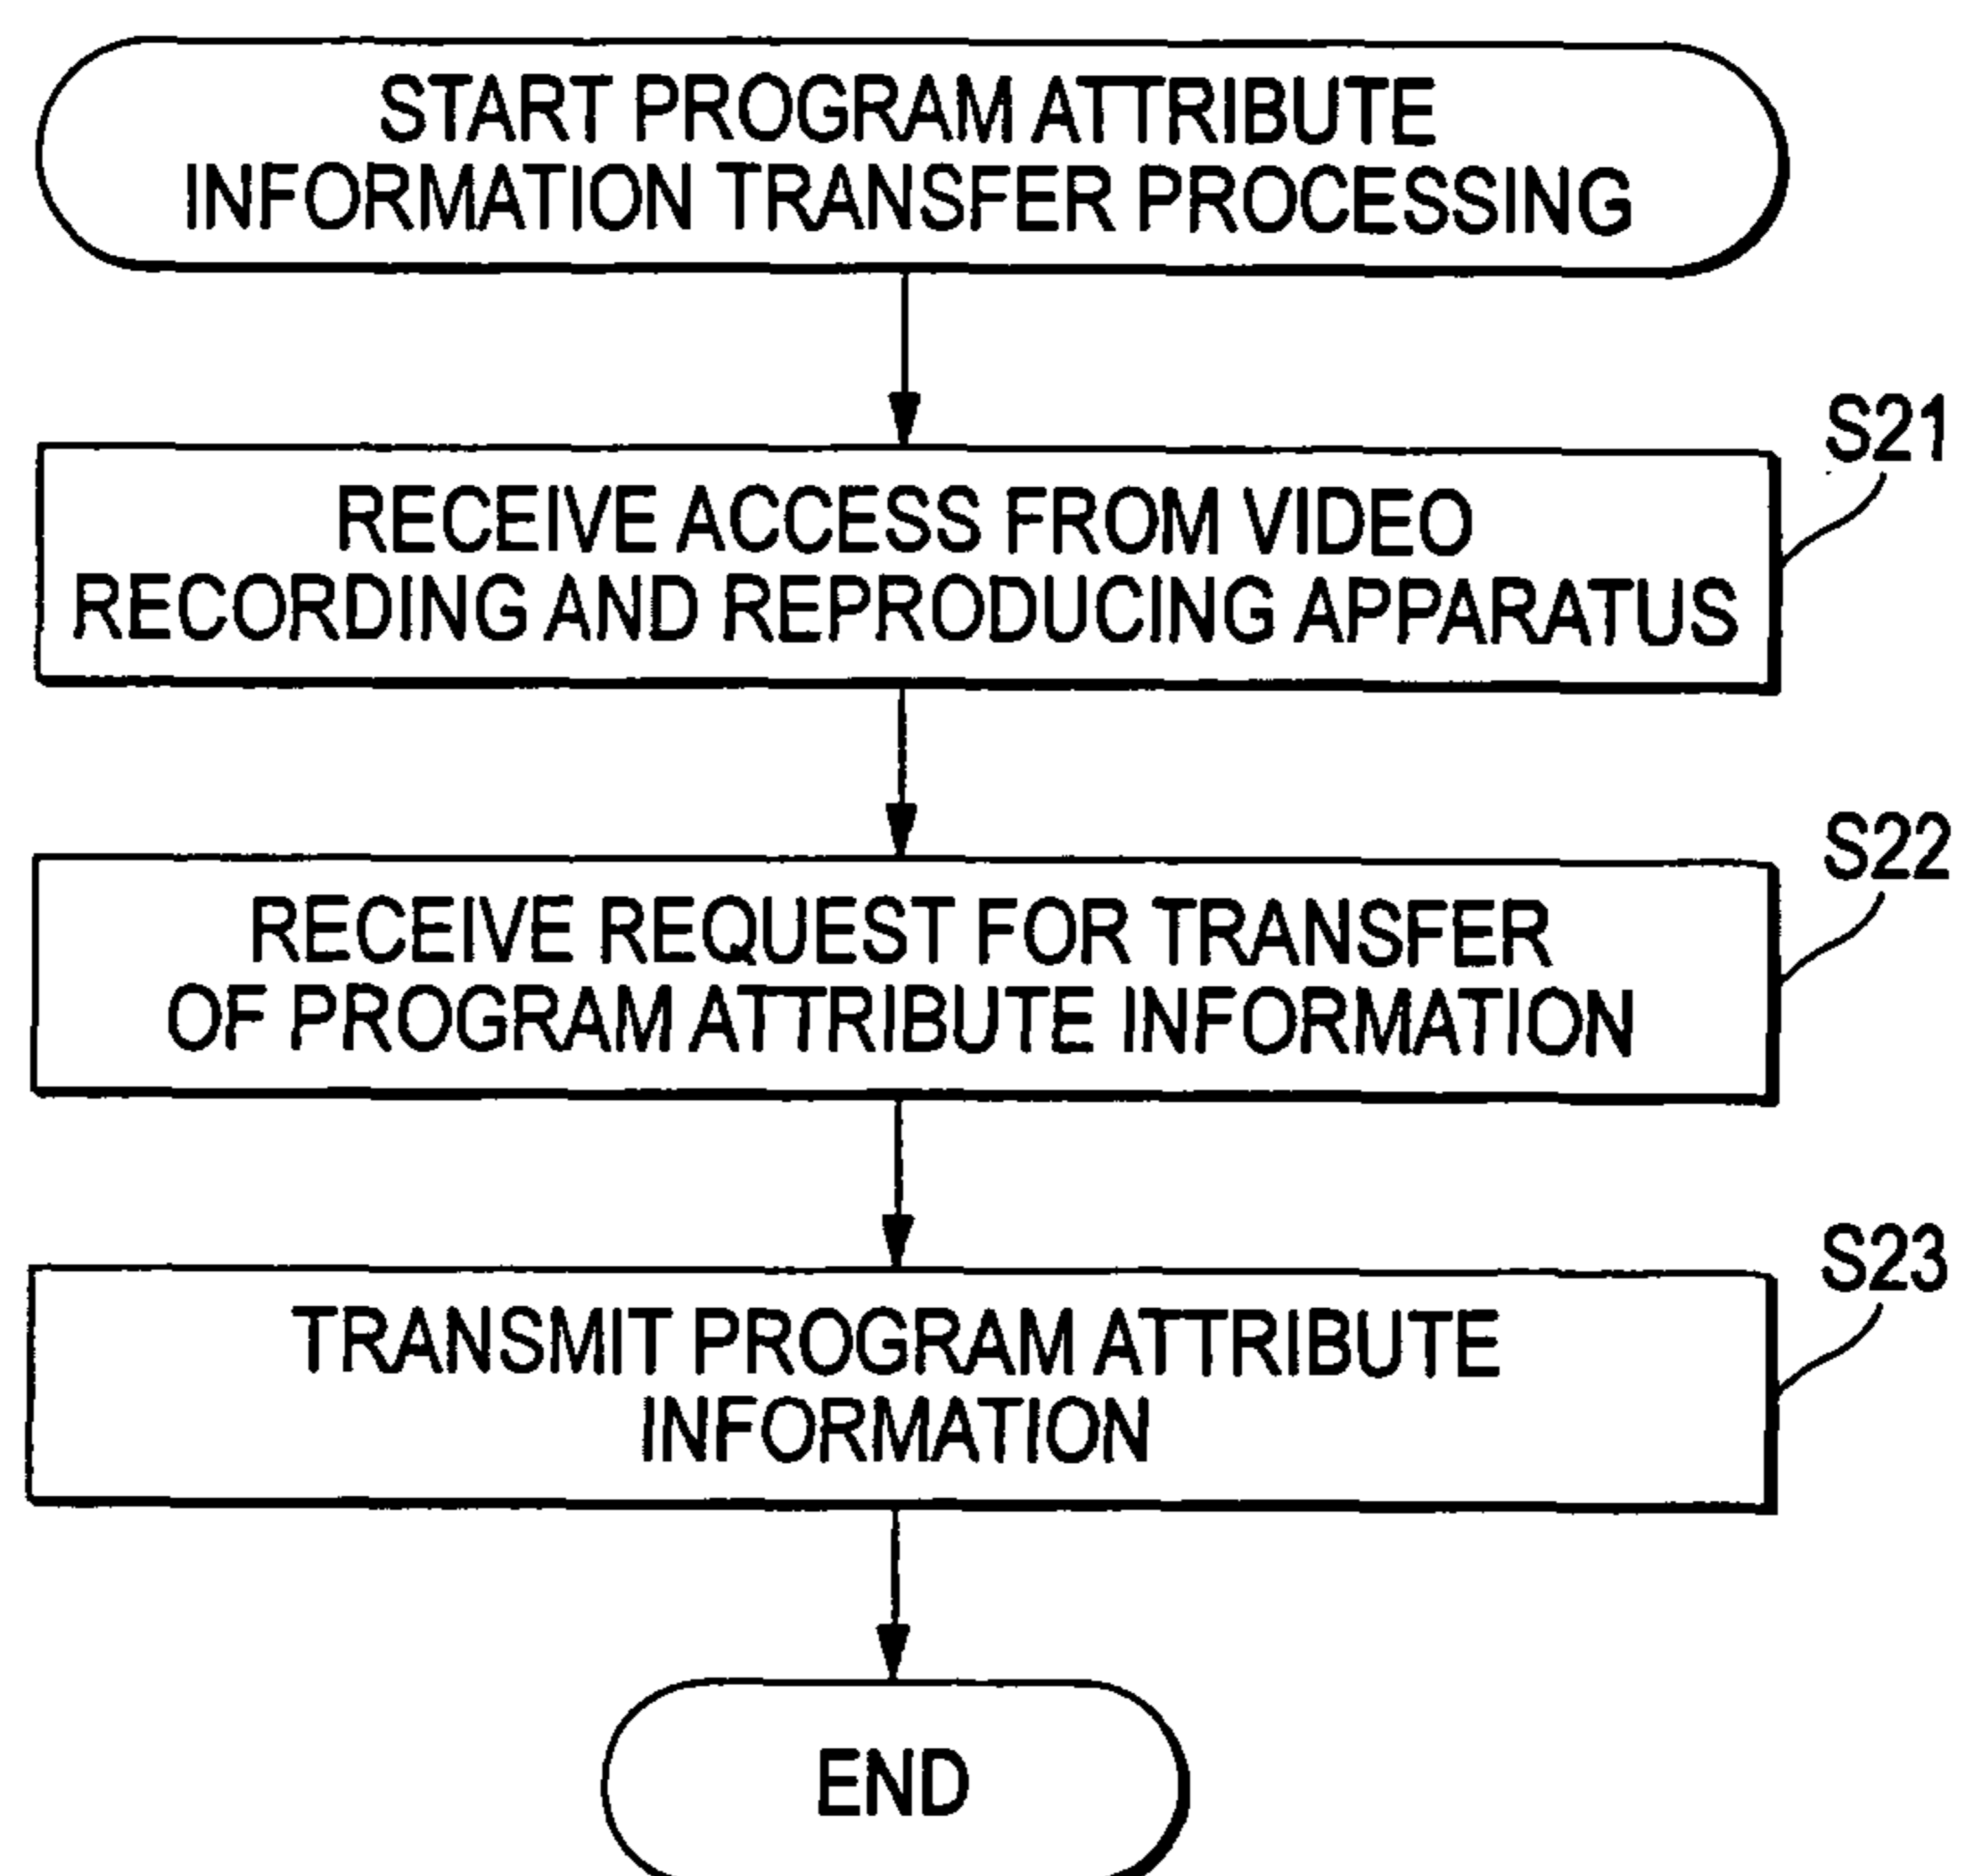 START PROGRAM ATTRIBUTE
INFORMATION TRANSFER PROCESSING
S21
RECEIVE ACCESS FROM VIDEO
RECORDING AND REPRODUCING APPARATUS
S22
RECEIVE REQUEST FOR TRANSFER
OF PROGRAM ATTRIBUTE INFORMATION
S23
TRANSMIT PROGRAM ATTRIBUTE
INFORMATION
END